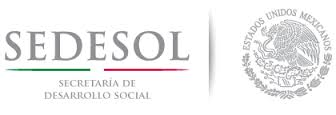 SEDESOL
SECRETARÍA DE
DESARROLLO SOCIAL
ESTADOS UNIDOS MEXICANOS